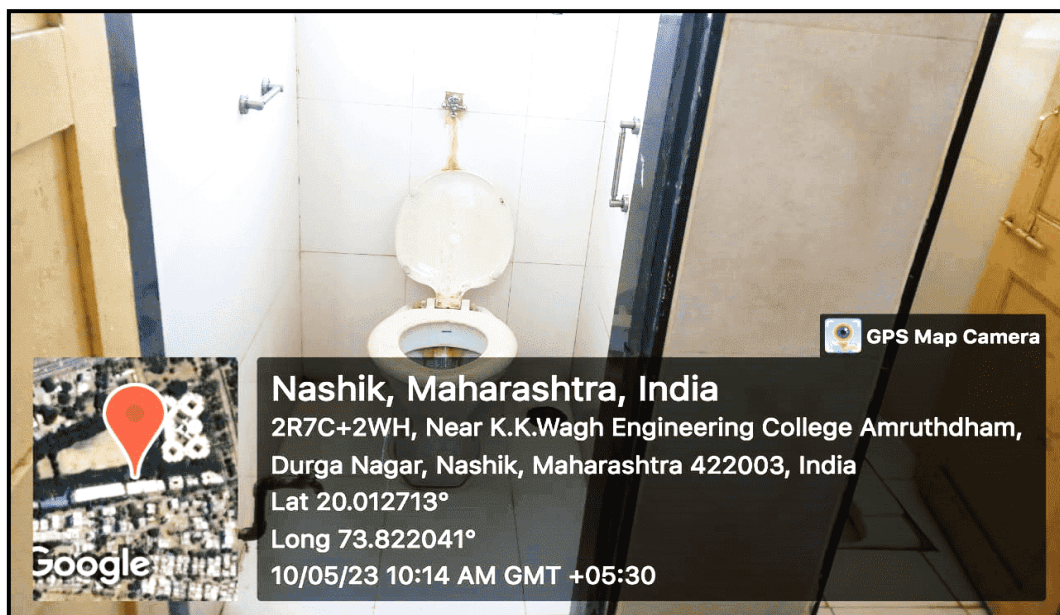 GPS Map Camera
Nashik, Maharashtra, India
2R7C+2WH, Near K.K.Wagh Engineering College Amruthdham,
Durga Nagar, Nashik, Maharashtra 422003, India
Lat 20.012713°
Long 73.822041°
10/05/23 10:14 AM GMT +05:30
Google